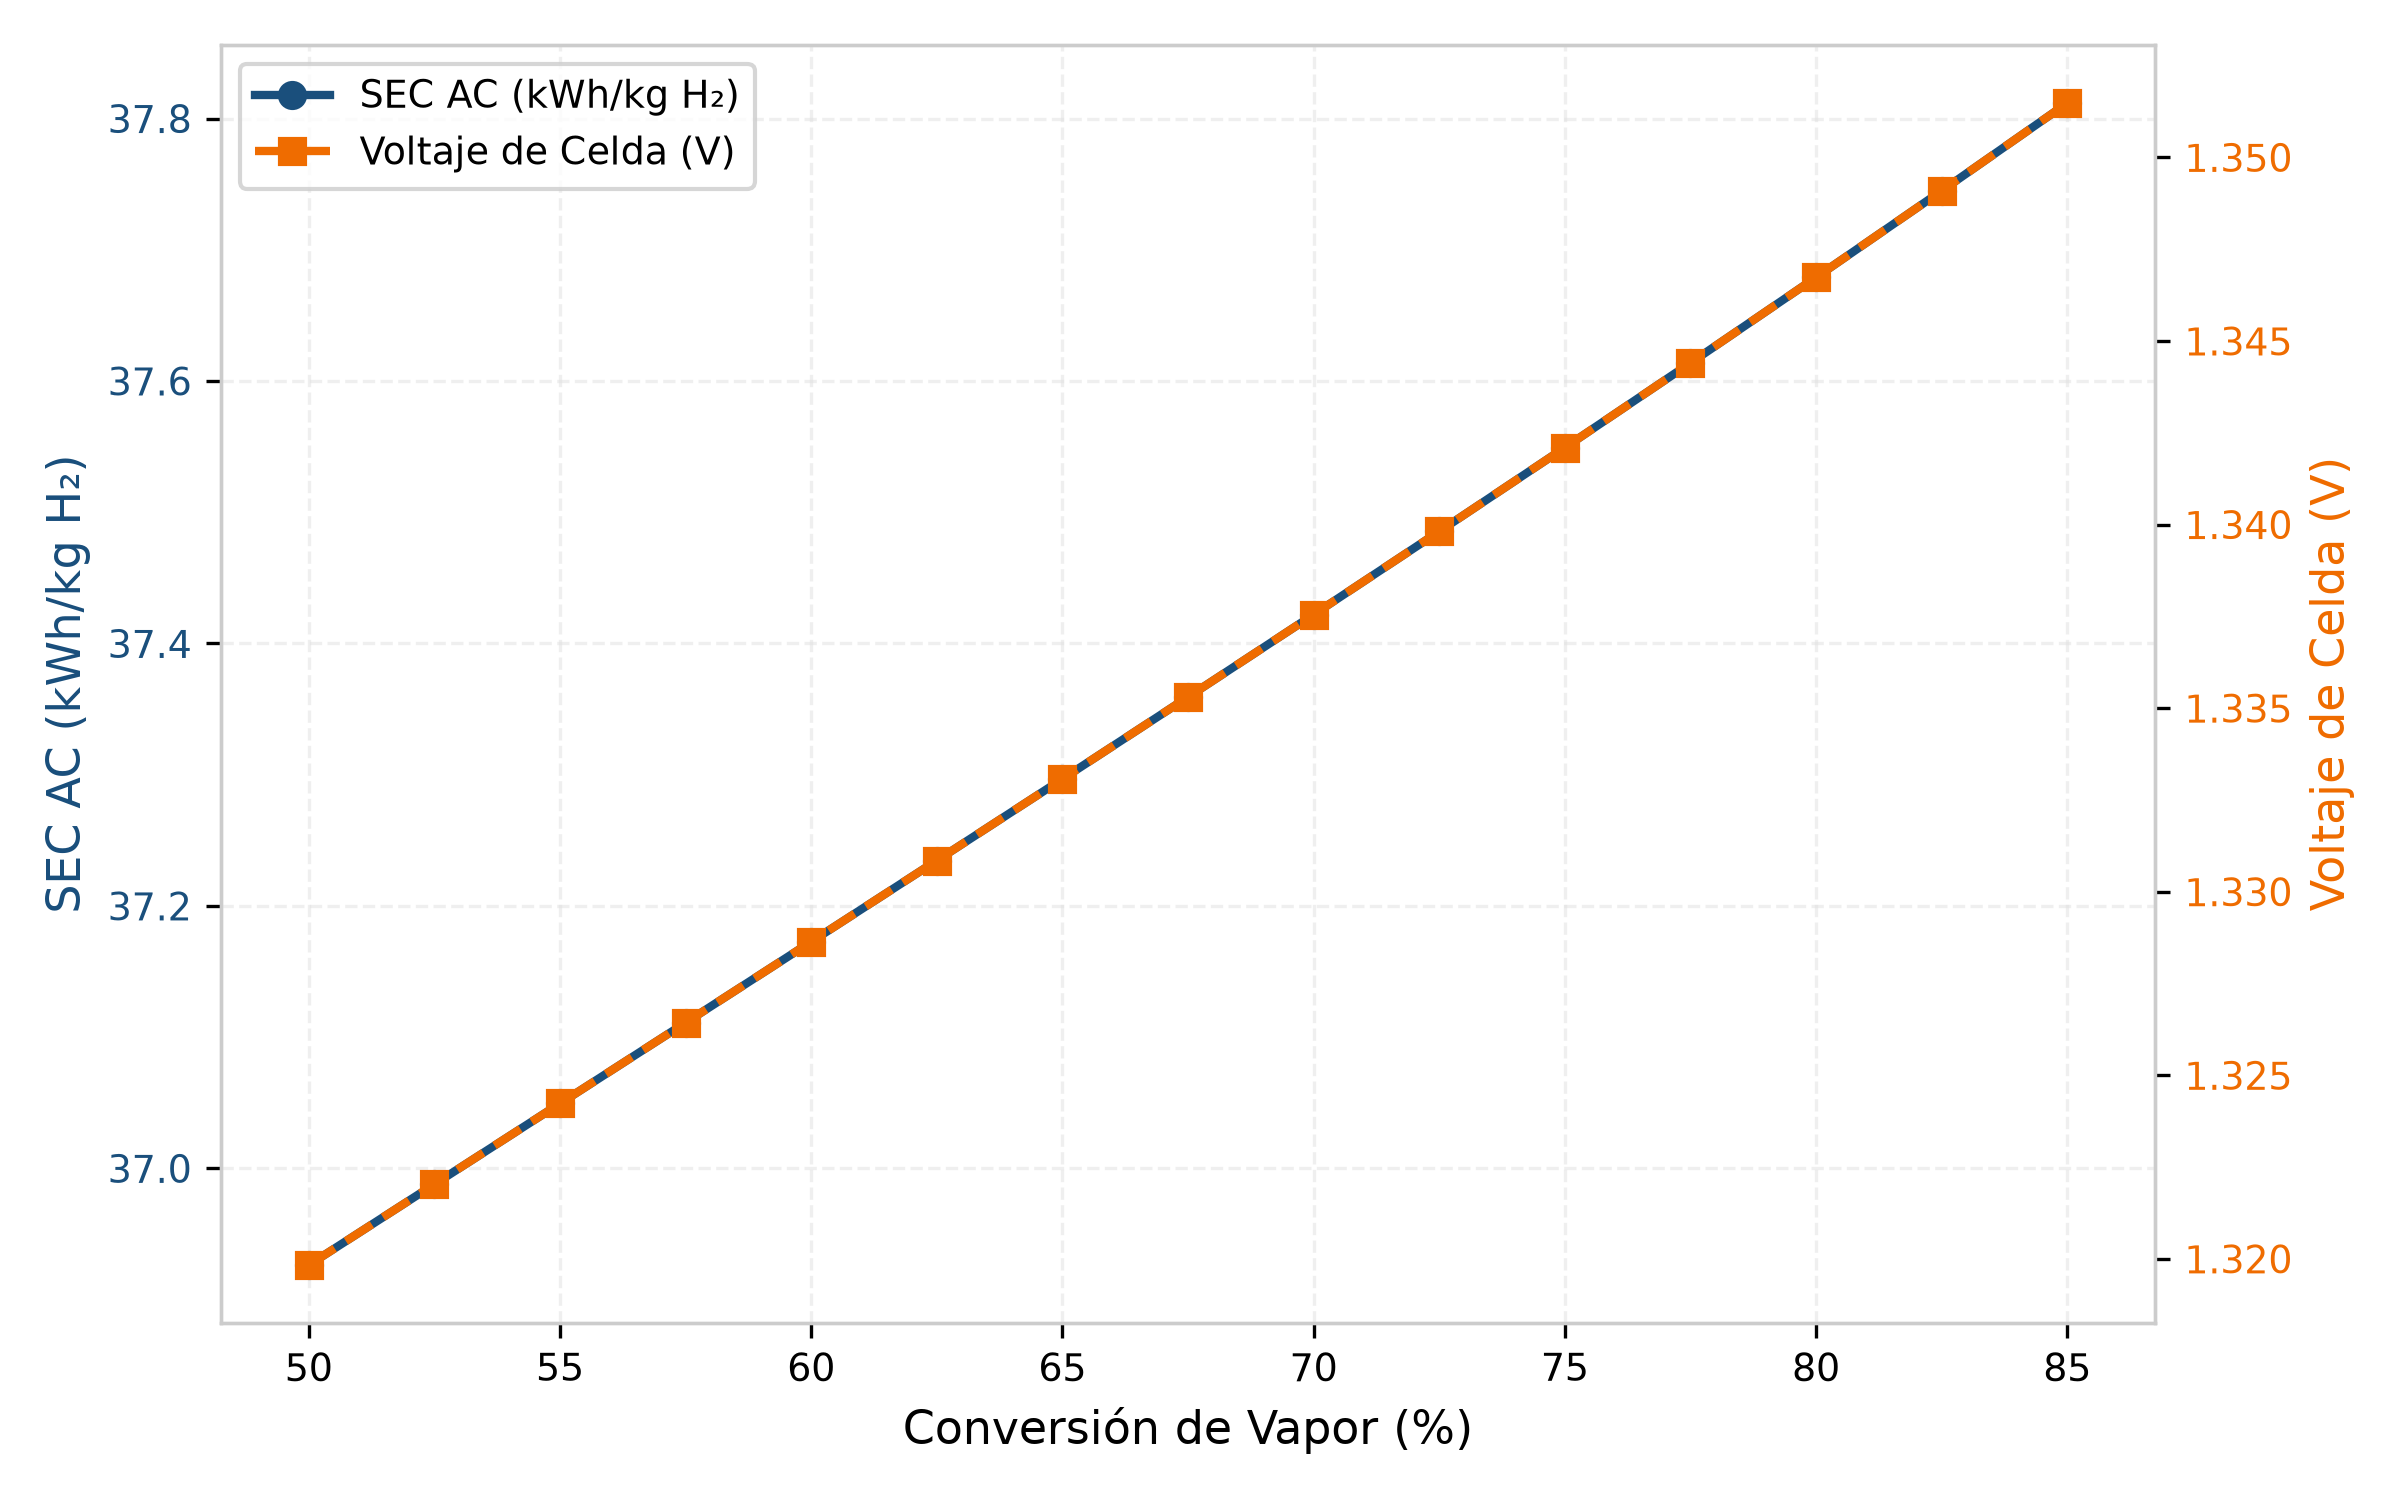 SEC AC (kWh/kg H₂)
Voltaje de Celda (V)
37.8
37.6
37.4
37.2
37.0
SEC AC (kWh/kg H₂)
1.350
1.345
1.340
1.335
1.330
1.325
1.320
Voltaje de Celda (V)
50 55 60 65 70 75 80 85
Conversión de Vapor (%)